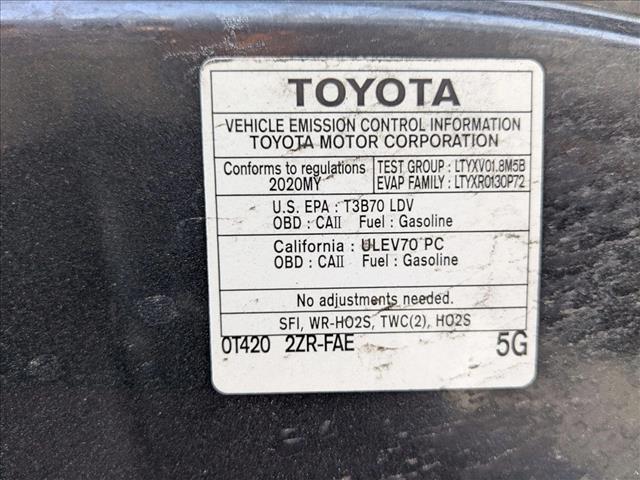 TOYOTA
VEHICLE EMISSION CONTROL INFORMATION
TOYOTA MOTOR CORPORATION
Conforms to regulations
2020MY
TEST GROUP : LTYXV01.8M5B
EVAP FAMILY : LTYXR0130P72
U.S. EPA : T3B70 LDV
OBD : CAII Fuel : Gasoline
California : ULEV70 PC
OBD : CAII Fuel : Gasoline
No adjustments needed.
SFI, WR-HO2S, TWC(2), HO2S
0T420 2ZR-FAE 5G